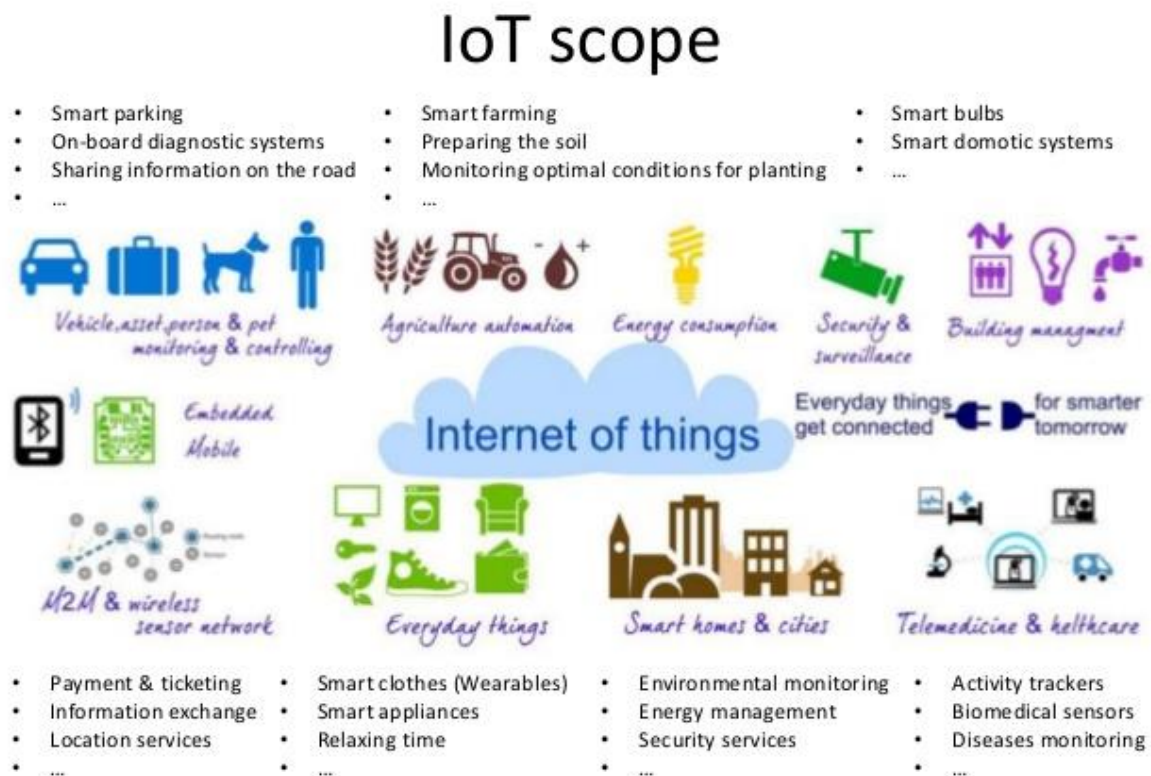 IoT scope
• Smart parking
• On-board diagnostic systems
• Sharing information on the road
• ...
• Smart farming
• Preparing the soil
• Monitoring optimal conditions for planting
• ...
• Smart bulbs
• Smart domotic systems
• ...
Vehicle,asset,person & pet
monitoring & controlling
Agriculture automation
Energy consumption
Security &
surveillance
Building managment
Embedded
Mobile
Internet of things
Everyday things
get connected
for smarter
tomorrow
M2M & wireless
sensor network
Everyday things
Smart homes & cities
Telemedicine & helthcare
• Payment & ticketing
• Information exchange
• Location services
• ...
• Smart clothes (Wearables)
• Smart appliances
• Relaxing time
• ...
• Environmental monitoring
• Energy management
• Security services
• ...
• Activity trackers
• Biomedical sensors
• Diseases monitoring
• ...